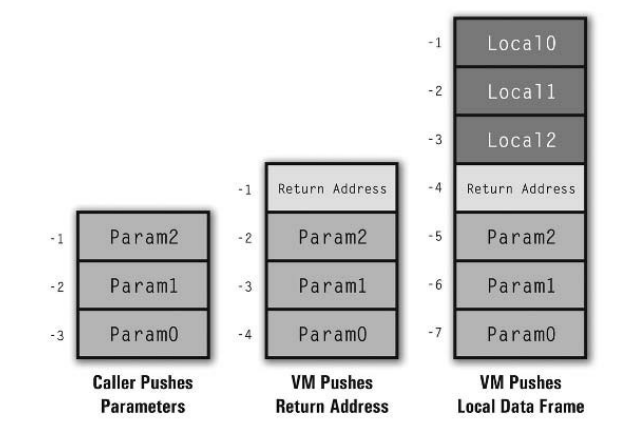 -1 Local0
-2 Local1
-3 Local2
-1 Return Address -4 Return Address
-1 Param2 -2 Param2 -5 Param2
-2 Param1 -3 Param1 -6 Param1
-3 Param0 -4 Param0 -7 Param0
Caller Pushes VM Pushes VM Pushes
Parameters Return Address Local Data Frame